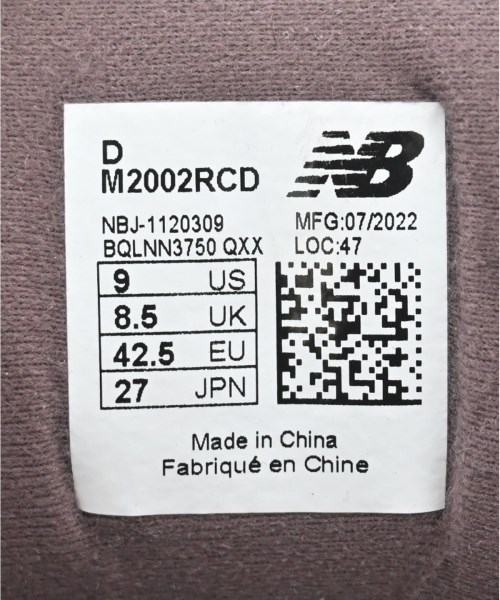 D
M2002RCD
NB
NBJ-1120309
MFG:07/2022
BQLNN3750 QXX
LOC:47
9 US
8.5 UK
42.5 EU
27 JPN
Made in China
Fabriqué en Chine